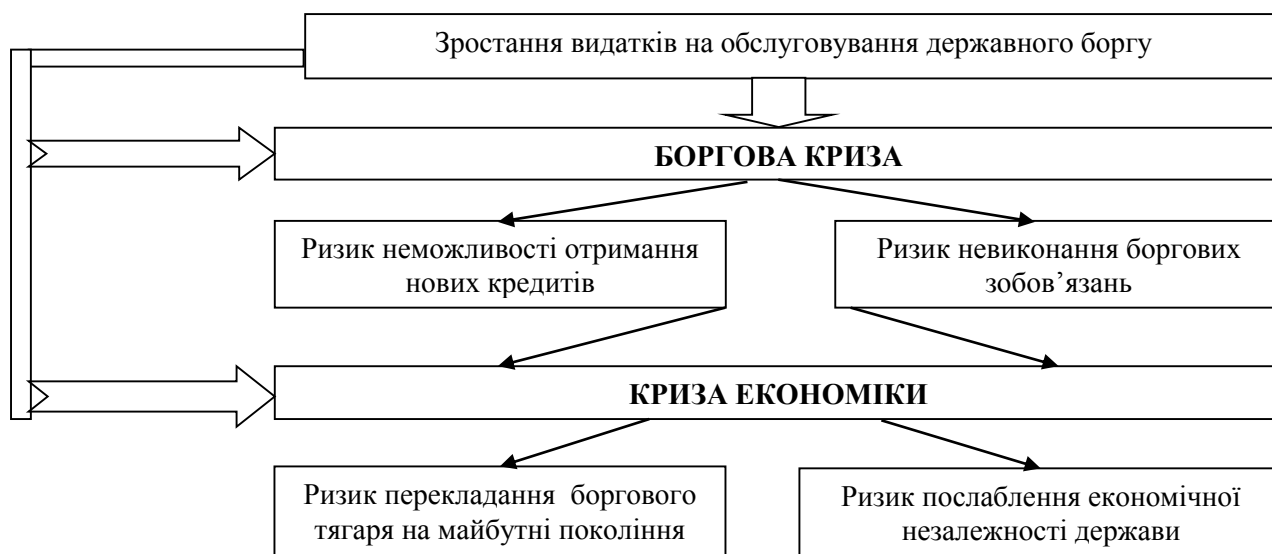 Зростання видатків на обслуговування державного боргу
БОРГОВА КРИЗА
Ризик неможливості отримання
нових кредитів
Ризик невиконання боргових
зобов’язань
КРИЗА ЕКОНОМІКИ
Ризик перекладання боргового
тягаря на майбутні покоління
Ризик послаблення економічної
незалежності держави